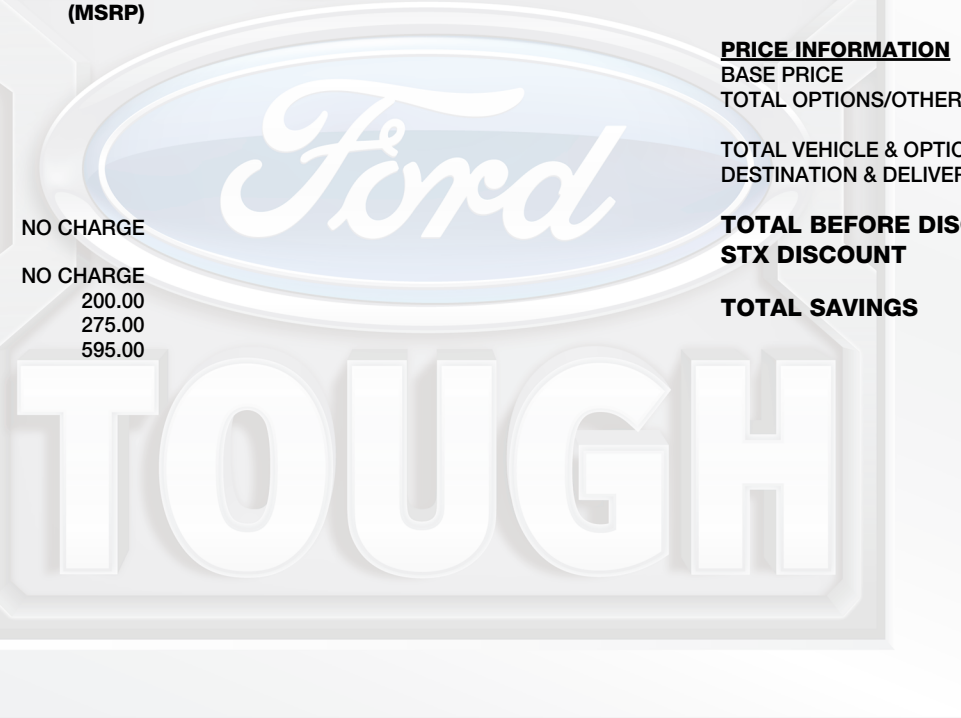 (MSRP)
NO CHARGE
NO CHARGE
200.00
275.00
595.00
PRICE INFORMATION
BASE PRICE
TOTAL OPTIONS/OTHER
TOTAL VEHICLE & OPTIO
DESTINATION & DELIVER
TOTAL BEFORE DIS
STX DISCOUNT
TOTAL SAVINGS
Ford
TOUGH